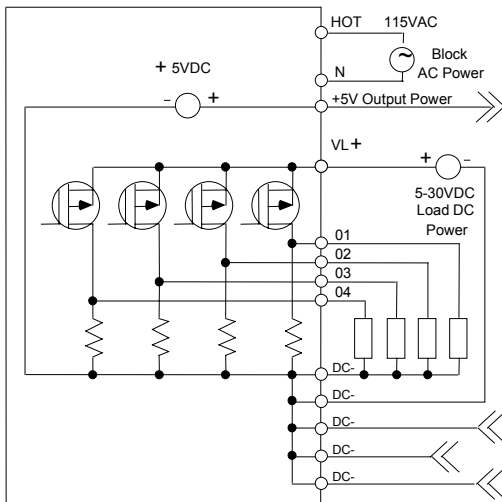 HOT 115VAC
Block
AC Power
N
+ 5VDC
− +
+5V Output Power
VL +
+ −
5-30VDC
Load DC
Power
01
02
03
04
DC-
DC-
DC-
DC-
DC-